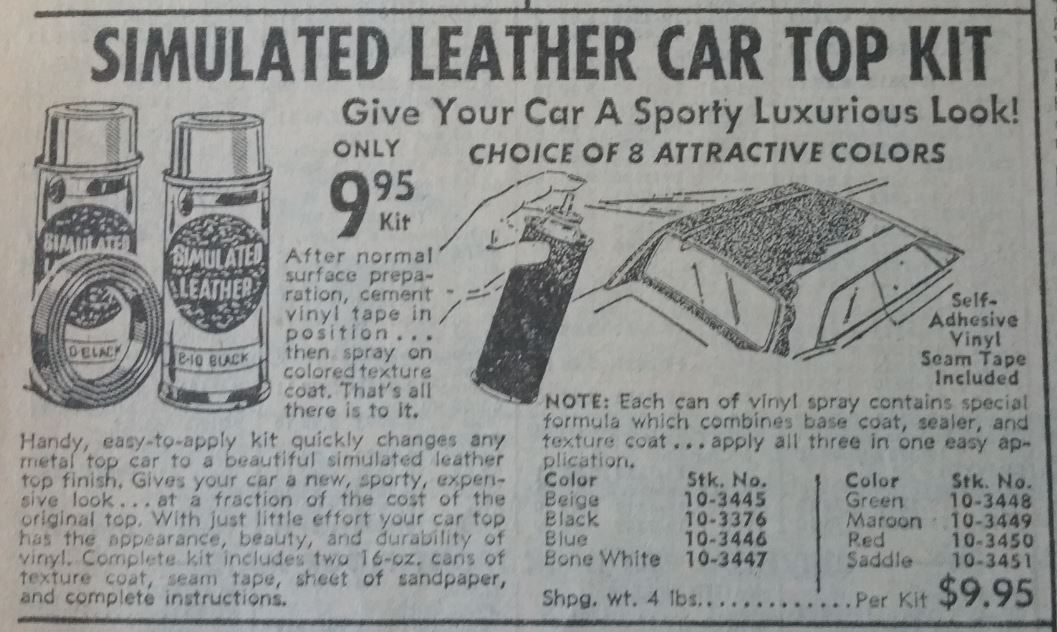 SIMULATED LEATHER CAR TOP KIT
Give Your Car A Sporty Luxurious Look!
ONLY
9 95
Kit
CHOICE OF 8 ATTRACTIVE COLORS
SIMULATED
BLACK
SIMULATED
LEATHER
BLACK
After normal
surface prepa-
ration, cement
vinyl tape in
position...
then spray on
colored texture
coat. That's all
there is to it.
Self-
Adhesive
Vinyl
Seam Tape
Included
Handy, easy-to-apply kit quickly changes any
metal top car to a beautiful simulated leather
top finish. Gives your car a new, sporty, expen-
sive look...at a fraction of the cost of the
original top. With just little effort your car top
has the appearance, beauty, and durability of
vinyl. Complete kit includes two 16-oz. cans of
texture coat, seam tape, sheet of sandpaper,
and complete instructions.
NOTE: Each can of vinyl spray contains special
formula which combines base coat, sealer, and
texture coat...apply all three in one easy ap-
plication.
Color Stk. No.
Beige 10-3445
Black 10-3376
Blue 10-3446
Bone White 10-3447
Color Stk. No.
Green 10-3448
Maroon 10-3449
Red 10-3450
Saddle 10-3451
Shpg. wt. 4 lbs..............Per Kit $9.95